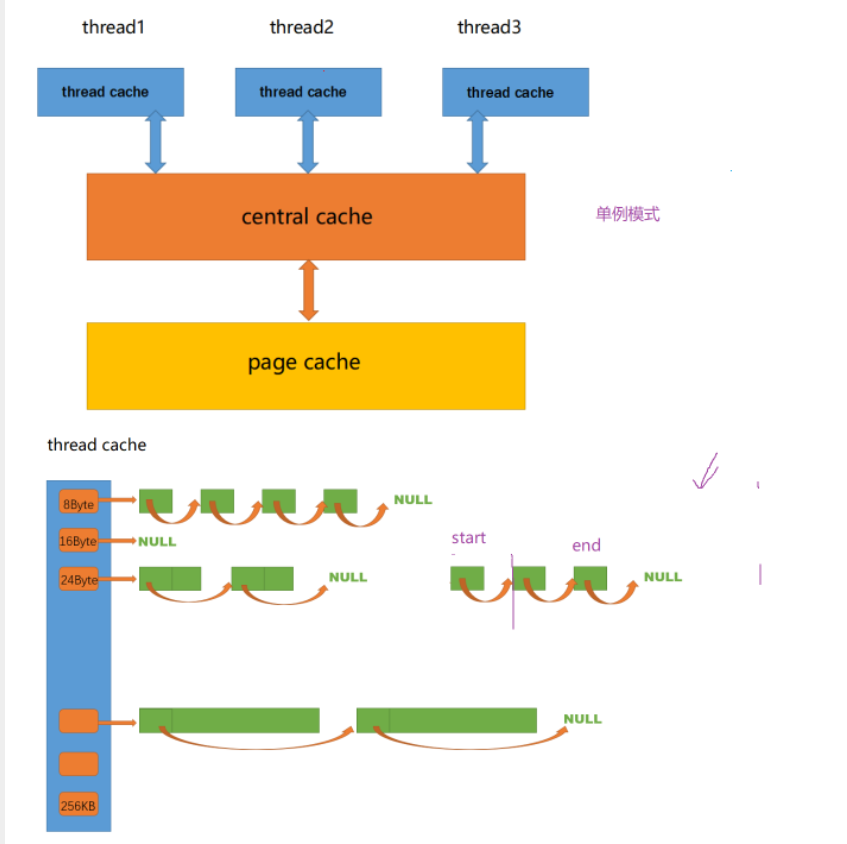 thread1 thread2 thread3
thread cache thread cache thread cache
central cache
单例模式
page cache
thread cache
8Byte NULL
16Byte NULL
start end
24Byte NULL NULL
NULL
256KB